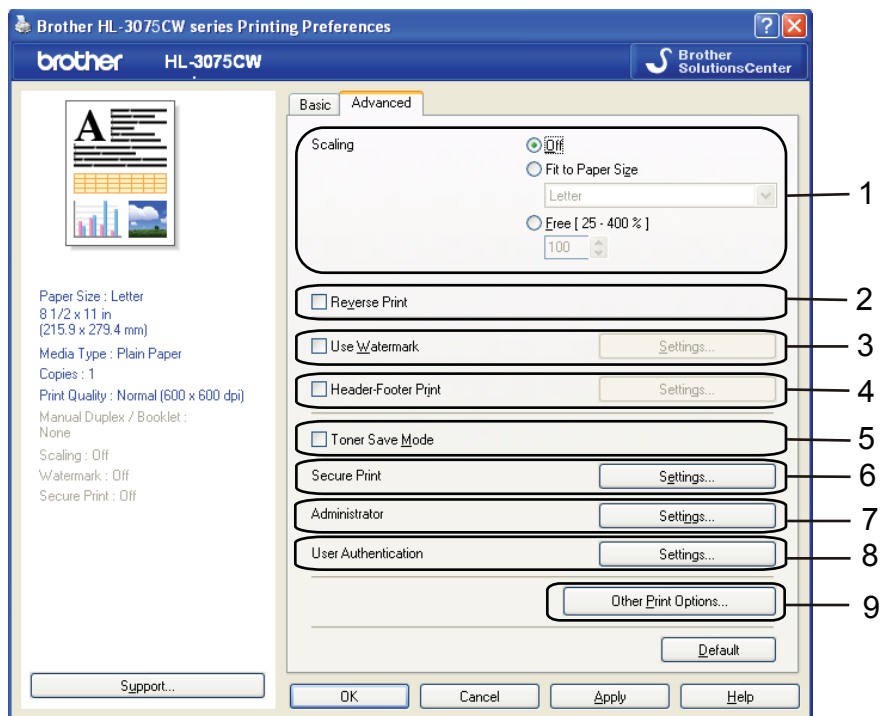 Brother HL-3075CW series Printing Preferences
brother HL-3075CW
Brother
SolutionsCenter
Basic Advanced
A
Scaling
Off
Fit to Paper Size
Letter
Free [ 25 - 400 % ]
100
1
Reverse Print
2
Use Watermark Settings...
3
Header-Footer Print Settings...
4
Toner Save Mode
5
Secure Print Settings...
6
Administrator Settings...
7
User Authentication Settings...
8
Other Print Options...
9
Default
Paper Size : Letter
8 1/2 x 11 in
(215.9 x 279.4 mm)
Media Type : Plain Paper
Copies : 1
Print Quality : Normal (600 x 600 dpi)
Manual Duplex / Booklet :
None
Scaling : Off
Watermark : Off
Secure Print : Off
Support...
OK Cancel Apply Help